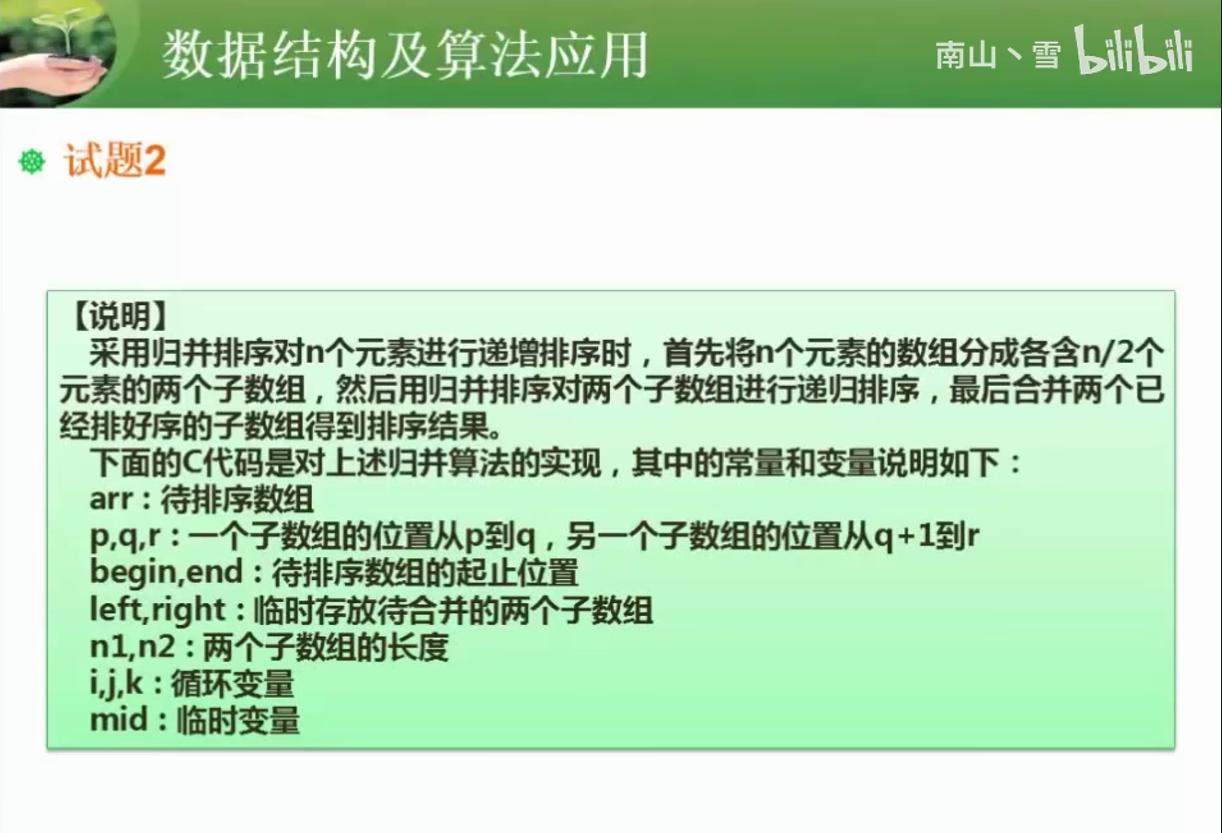 数据结构及算法应用
南山丶雪 bilibili
试题2
【说明】
采用归并排序对n个元素进行递增排序时，首先将n个元素的数组分成各含n/2个
元素的两个子数组，然后用归并排序对两个子数组进行递归排序，最后合并两个已
经排好序的子数组得到排序结果。
下面的C代码是对上述归并算法的实现，其中的常量和变量说明如下：
arr：待排序数组
p,q,r：一个子数组的位置从p到q，另一个子数组的位置从q+1到r
begin,end：待排序数组的起止位置
left,right：临时存放待合并的两个子数组
n1,n2：两个子数组的长度
i,j,k：循环变量
mid：临时变量